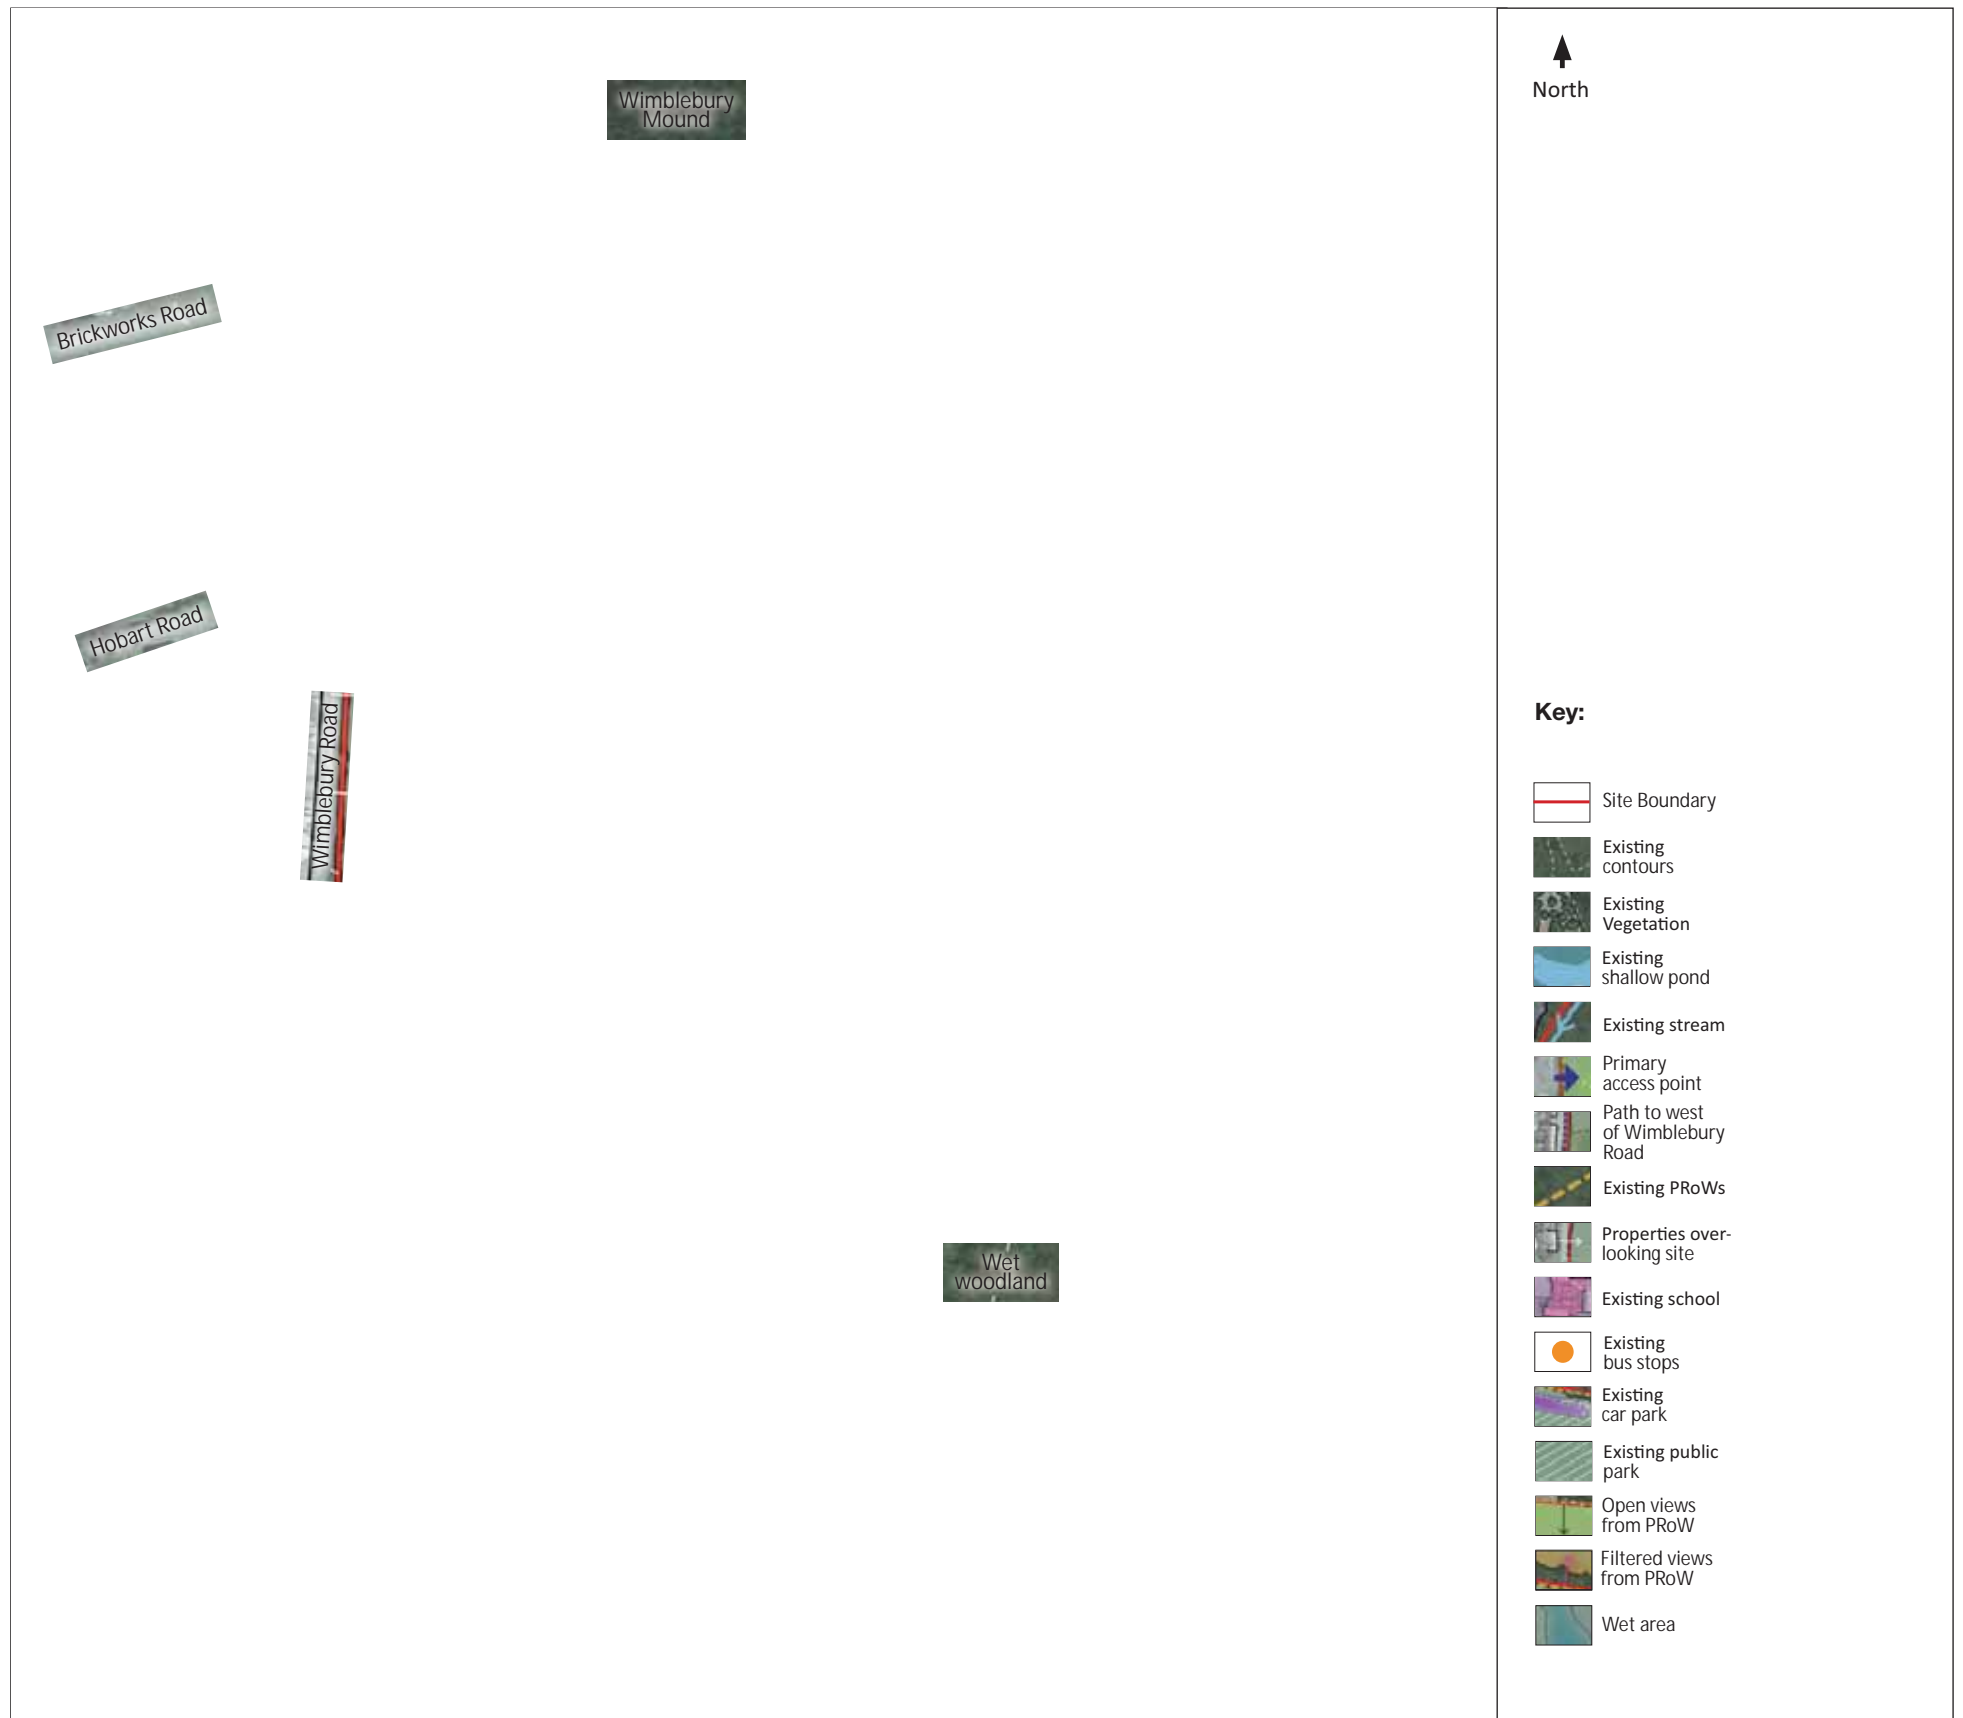 Wimblebury
Mound
Brickworks Road
Hobart Road
Wimblebury Road
Wet
woodland
North
Key:
Site Boundary
Existing
contours
Existing
Vegetation
Existing
shallow pond
Existing stream
Primary
access point
Path to west
of Wimblebury
Road
Existing PRoWs
Properties over-
looking site
Existing school
Existing
bus stops
Existing
car park
Existing public
park
Open views
from PRoW
Filtered views
from PRoW
Wet area